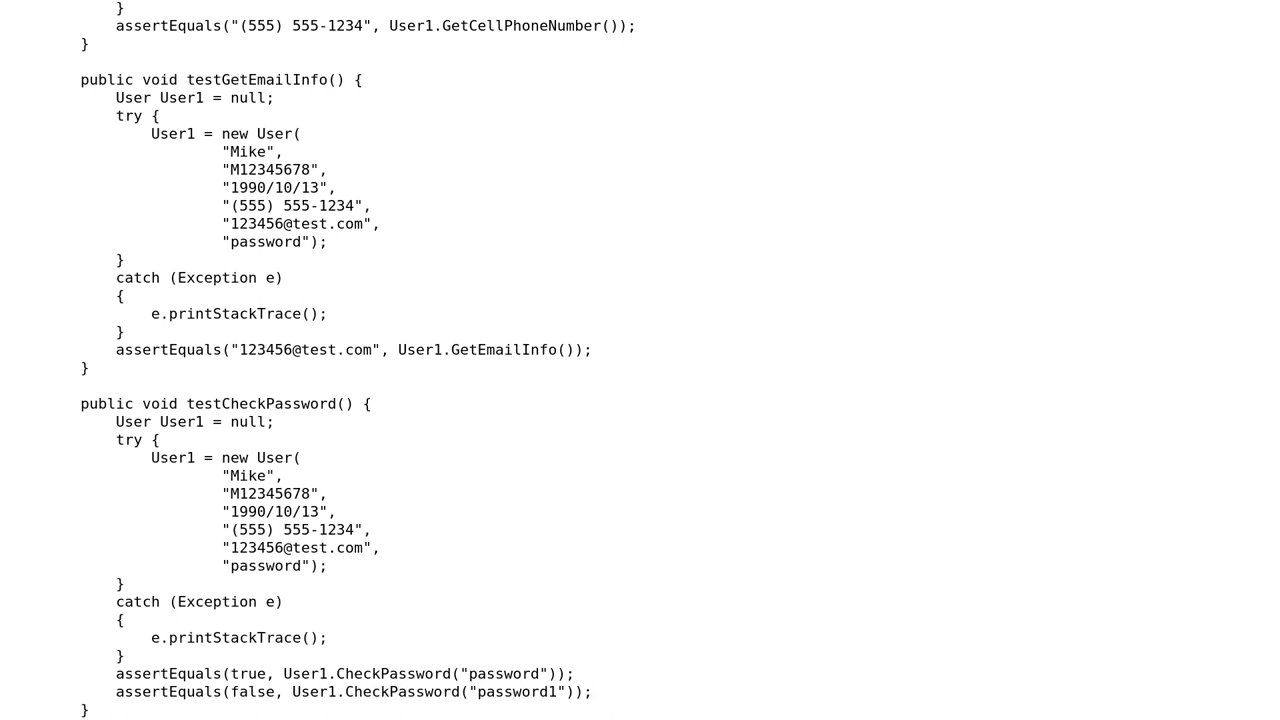 }
        assertEquals("(555) 555-1234", User1.GetCellPhoneNumber());
    }

    public void testGetEmailInfo() {
        User User1 = null;
        try {
            User1 = new User(
                    "Mike",
                    "M12345678",
                    "1990/10/13",
                    "(555) 555-1234",
                    "123456@test.com",
                    "password");
        }
        catch (Exception e)
        {
            e.printStackTrace();
        }
        assertEquals("123456@test.com", User1.GetEmailInfo());
    }

    public void testCheckPassword() {
        User User1 = null;
        try {
            User1 = new User(
                    "Mike",
                    "M12345678",
                    "1990/10/13",
                    "(555) 555-1234",
                    "123456@test.com",
                    "password");
        }
        catch (Exception e)
        {
            e.printStackTrace();
        }
        assertEquals(true, User1.CheckPassword("password"));
        assertEquals(false, User1.CheckPassword("password1"));
    }